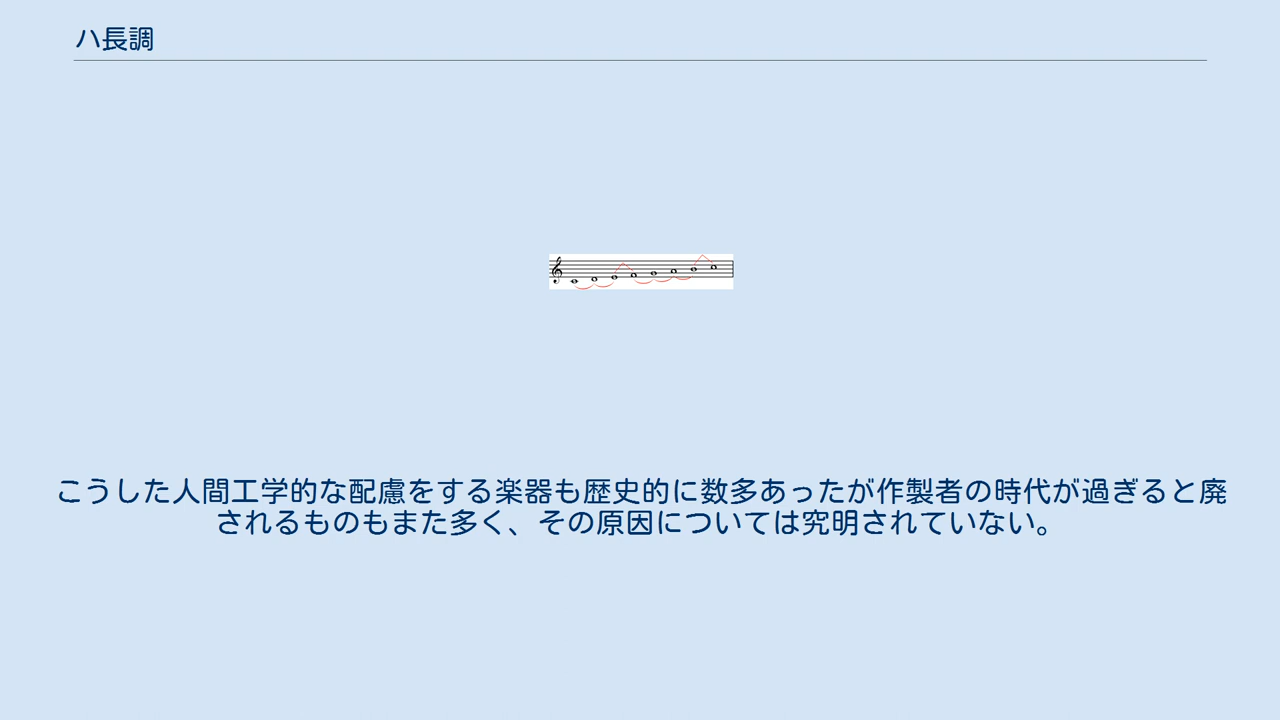 ハ長調
こうした人間工学的な配慮をする楽器も歴史的に数多あったが作製者の時代が過ぎると廃
されるものもまた多く、その原因については究明されていない。